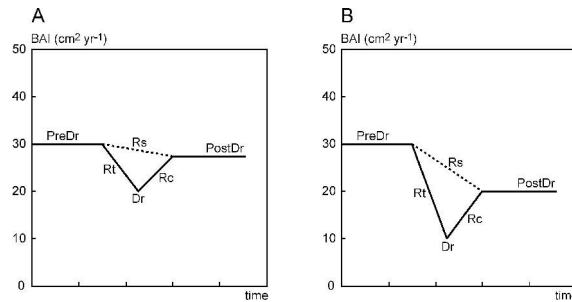 A
BAI (cm² yr⁻¹)
50
40
30
20
10
0
PreDr
Rs
PostDr
Rt
Rc
Dr
time
B
BAI (cm² yr⁻¹)
50
40
30
20
10
0
PreDr
Rs
PostDr
Rt
Rc
Dr
time